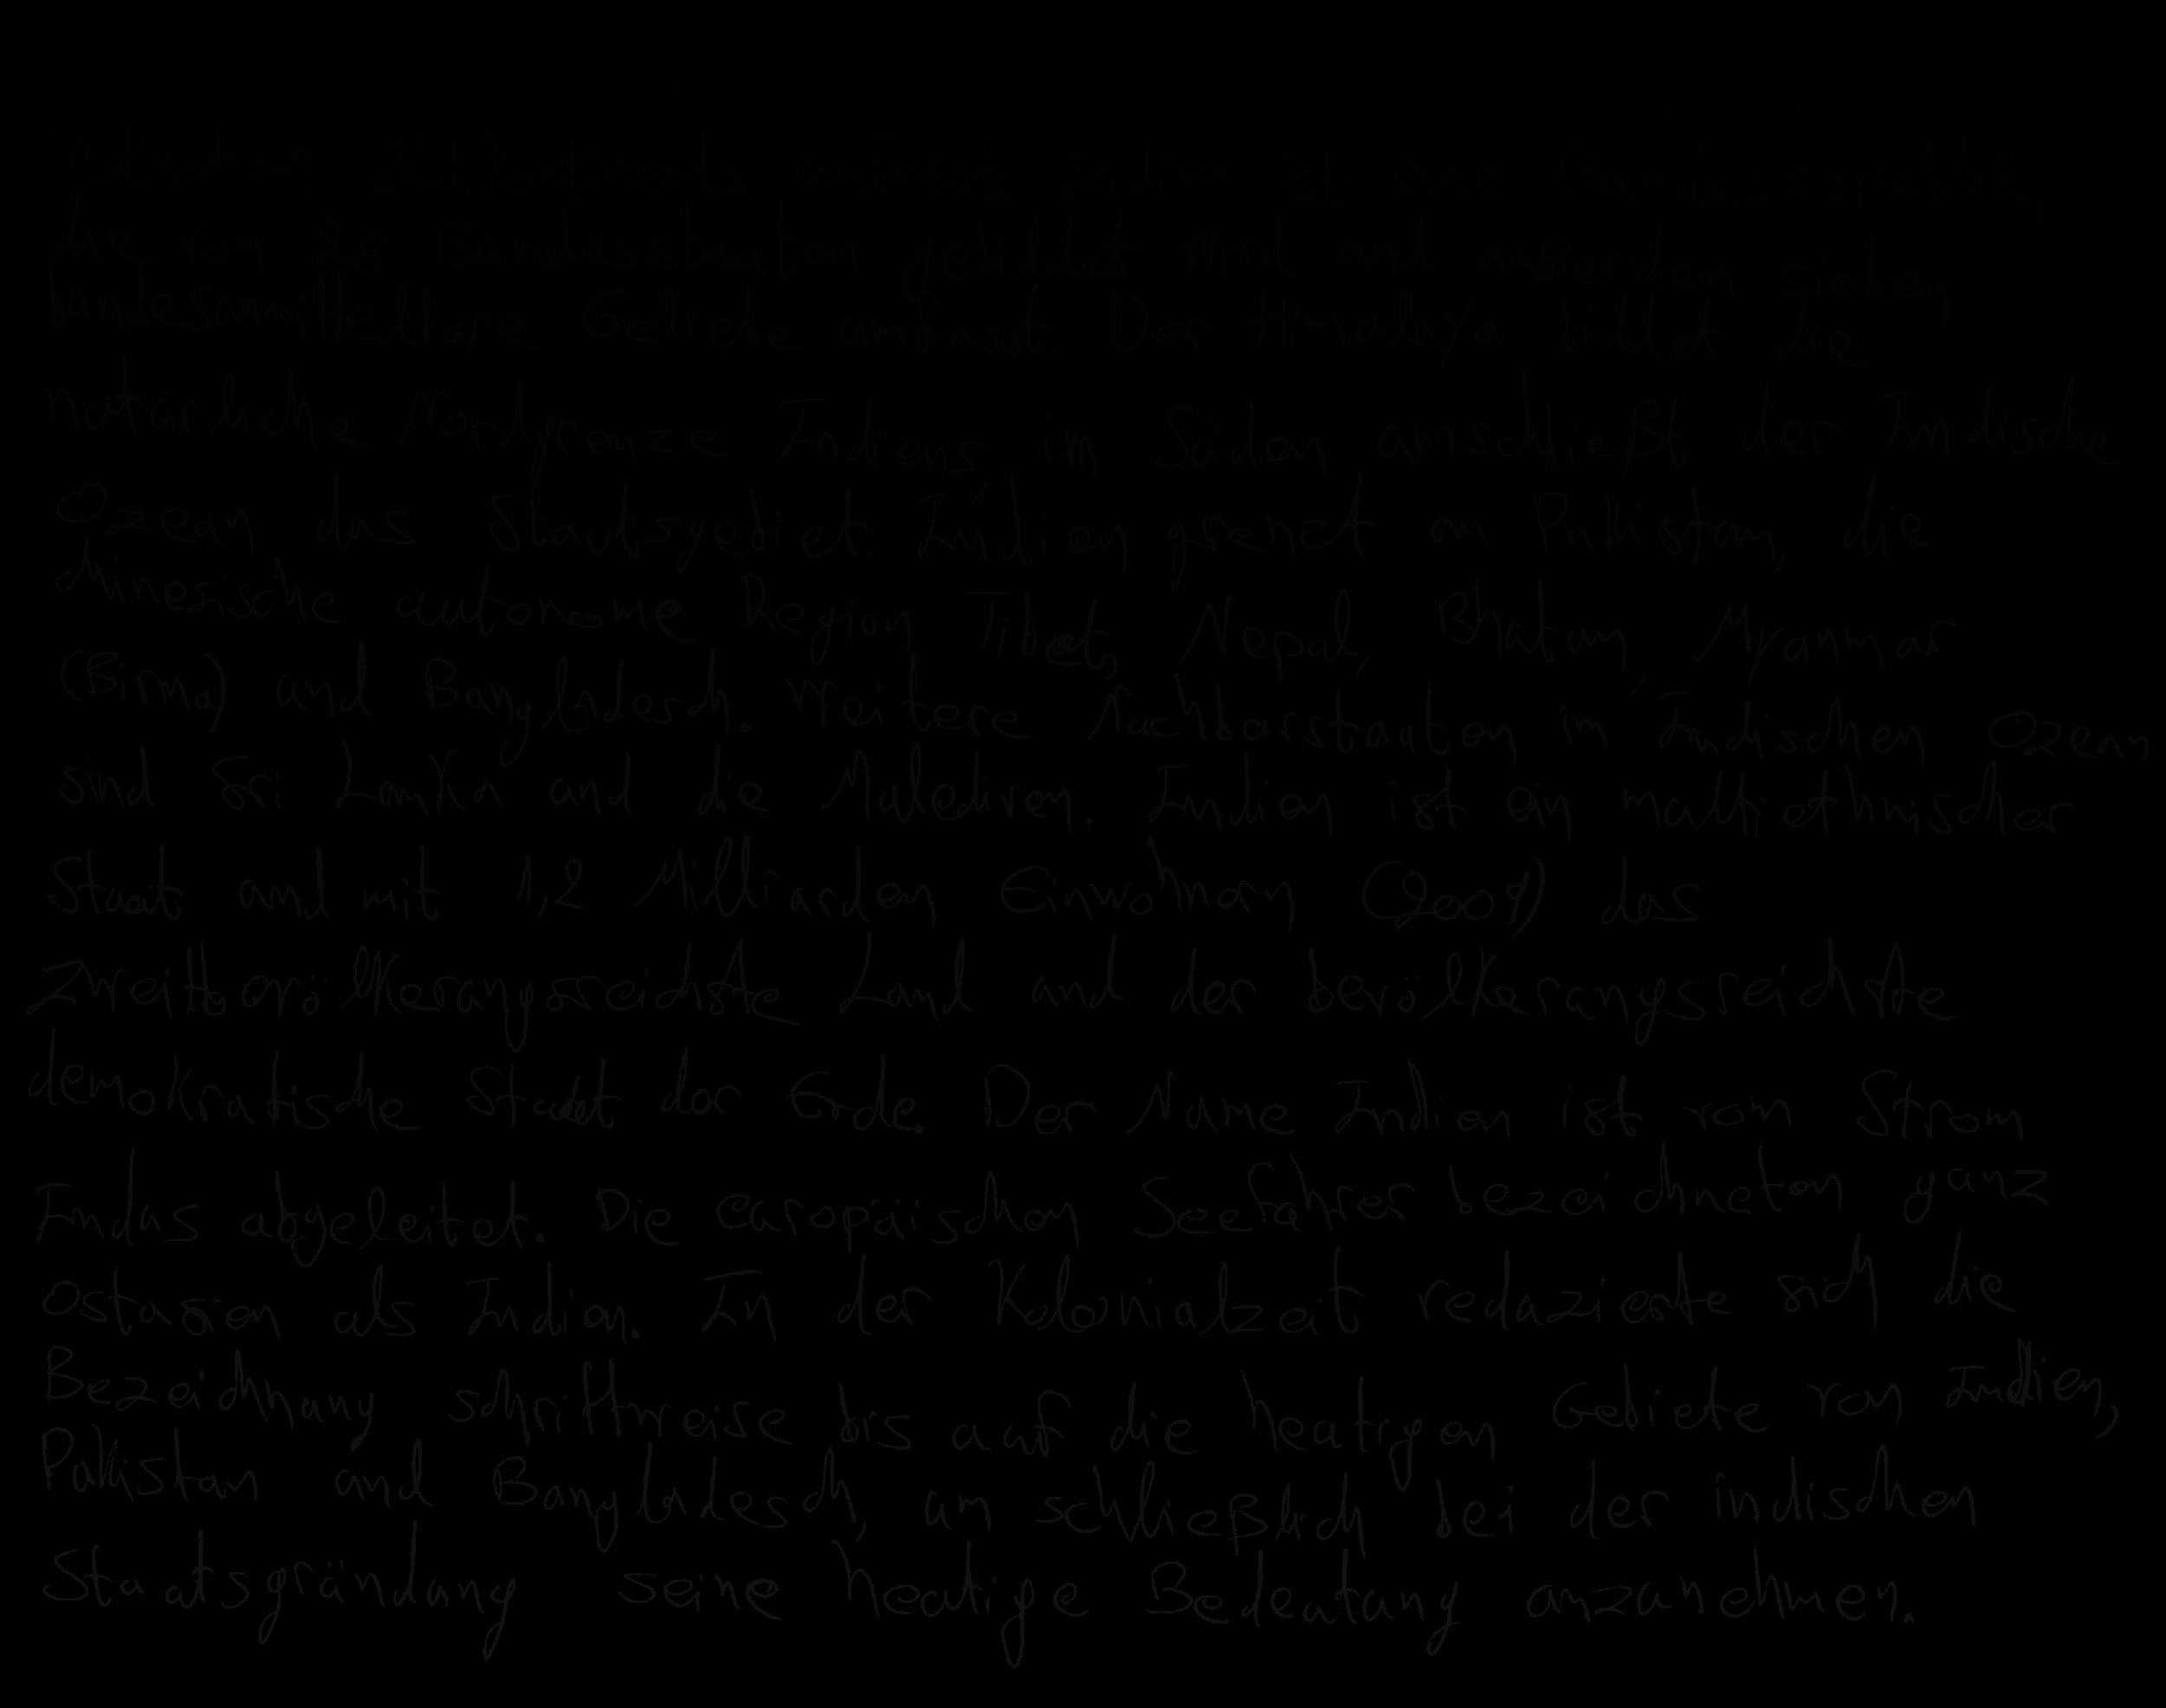 indischen Subkontinents umfasst. Indien ist eine Bundesrepublik,
die von 28 Bundesstaaten gebildet wird und außerdem sieben
bundesunmittelbare Gebiete umfasst. Der Himalaya bildet die
natürliche Nordgrenze Indiens im Süden umschließt der Indische
Ozean das Staatsgebiet. Indien grenzt an Pakistan, die
chinesische autonome Region Tibet, Nepal, Bhutan, Myanmar
(Birma) und Bangladesch. Weitere Nachbarstaaten im Indischen Ozean
sind Sri Lanka und die Malediven. Indien ist ein multiethnischer
Staat und mit 1,2 Milliarden Einwohnern (2009) das
zweitbevölkerungsreichste Land und der bevölkerungsreichste
demokratische Staat der Erde. Der Name Indien ist vom Strom
Indus abgeleitet. Die europäischen Seefahrer bezeichneten ganz
Ostasien als Indien. In der Kolonialzeit reduzierte sich die
Bezeichnung schrittweise bis auf die heutigen Gebiete von Indien,
Pakistan und Bangladesch, um schließlich bei der indischen
Staatsgründung seine heutige Bedeutung anzunehmen.